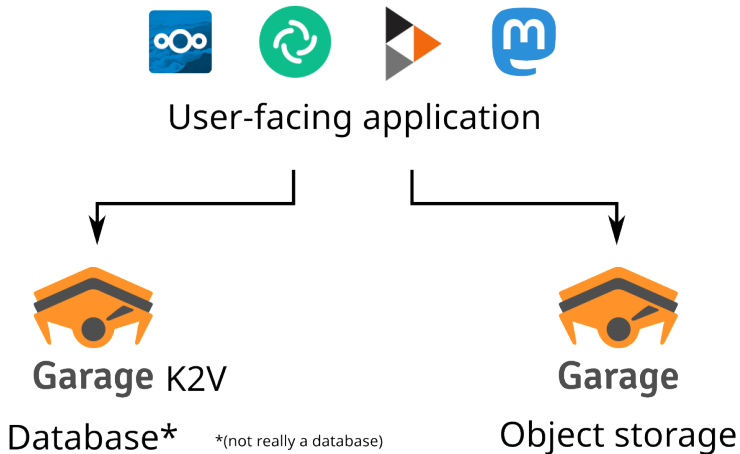 User-facing application
Garage K2V
Garage
Database*
*(not really a database)
Object storage